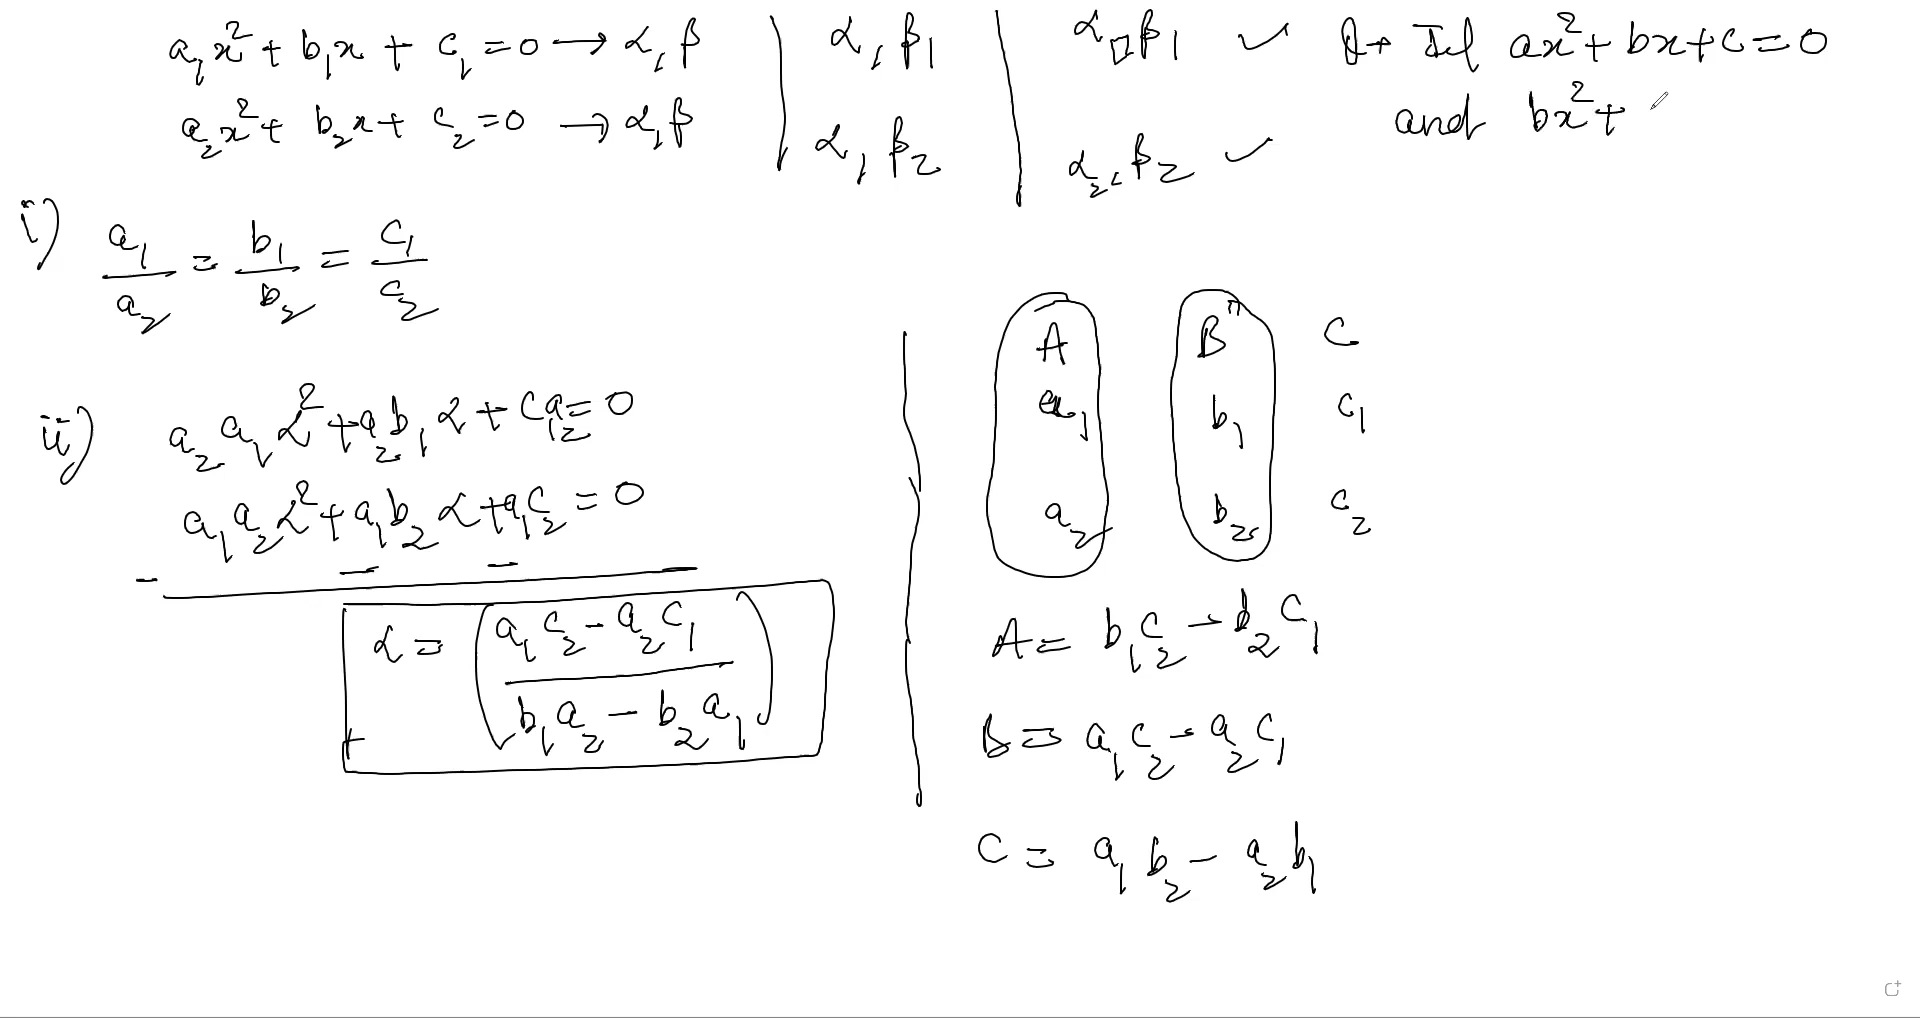 a₁x² + b₁x + c₁ = 0 → α, β
a₂x² + b₂x + c₂ = 0 → α, β
α, β₁
α, β₂
α, β₁ ✓
α₂, β₂ ✓
Q→ If ax² + bx + c = 0
and bx² +
i) a₁/a₂ = b₁/b₂ = c₁/c₂
ii) a₂a₁α² + a₂b₁α + c₁a₂ = 0
a₁a₂α² + a₁b₂α + a₁c₂ = 0
- - - -
α = (a₁c₂ - a₂c₁ / b₁a₂ - b₂a₁)
A B C
a₁ b₁ c₁
a₂ b₂ c₂
A = b₁c₂ - b₂c₁
B = a₁c₂ - a₂c₁
C = a₁b₂ - a₂b₁